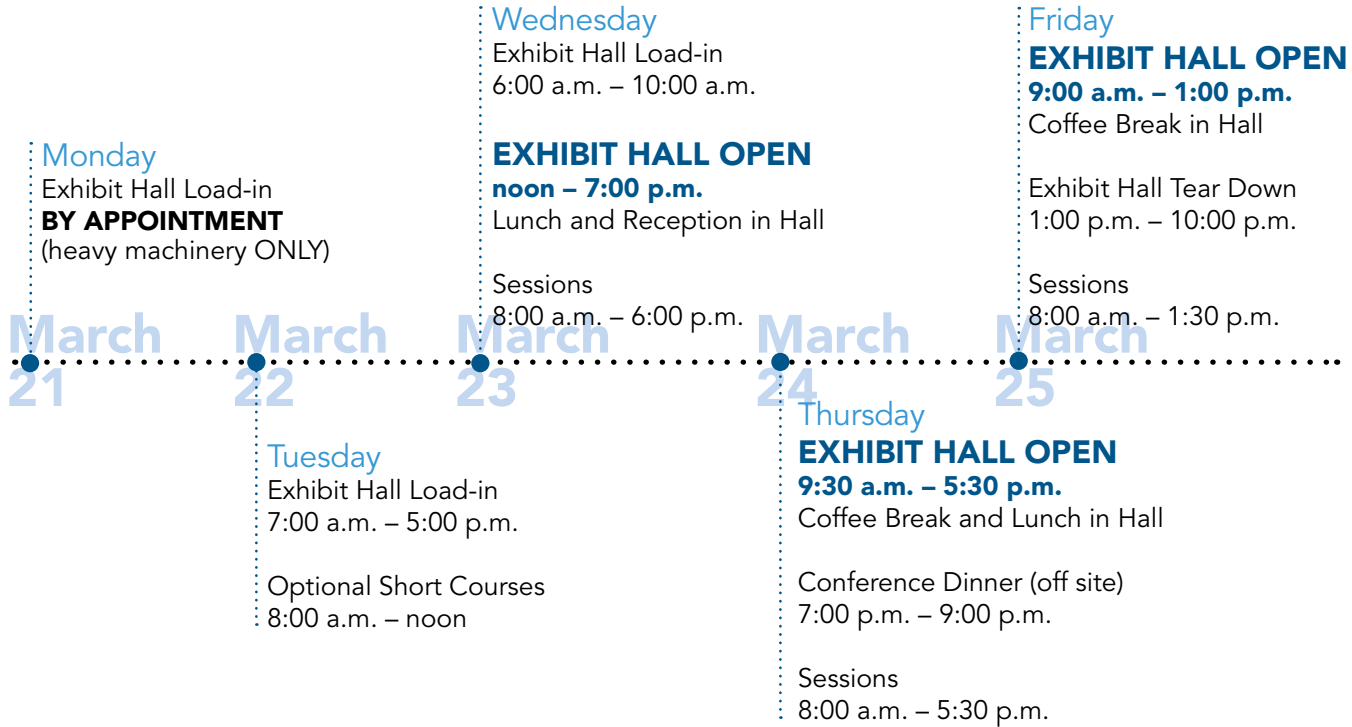 March
21
Monday
Exhibit Hall Load-in
BY APPOINTMENT
(heavy machinery ONLY)
March
22
Tuesday
Exhibit Hall Load-in
7:00 a.m. – 5:00 p.m.
Optional Short Courses
8:00 a.m. – noon
March
23
Wednesday
Exhibit Hall Load-in
6:00 a.m. – 10:00 a.m.
EXHIBIT HALL OPEN
noon – 7:00 p.m.
Lunch and Reception in Hall
Sessions
8:00 a.m. – 6:00 p.m.
March
24
Thursday
EXHIBIT HALL OPEN
9:30 a.m. – 5:30 p.m.
Coffee Break and Lunch in Hall
Conference Dinner (off site)
7:00 p.m. – 9:00 p.m.
Sessions
8:00 a.m. – 5:30 p.m.
March
25
Friday
EXHIBIT HALL OPEN
9:00 a.m. – 1:00 p.m.
Coffee Break in Hall
Exhibit Hall Tear Down
1:00 p.m. – 10:00 p.m.
Sessions
8:00 a.m. – 1:30 p.m.